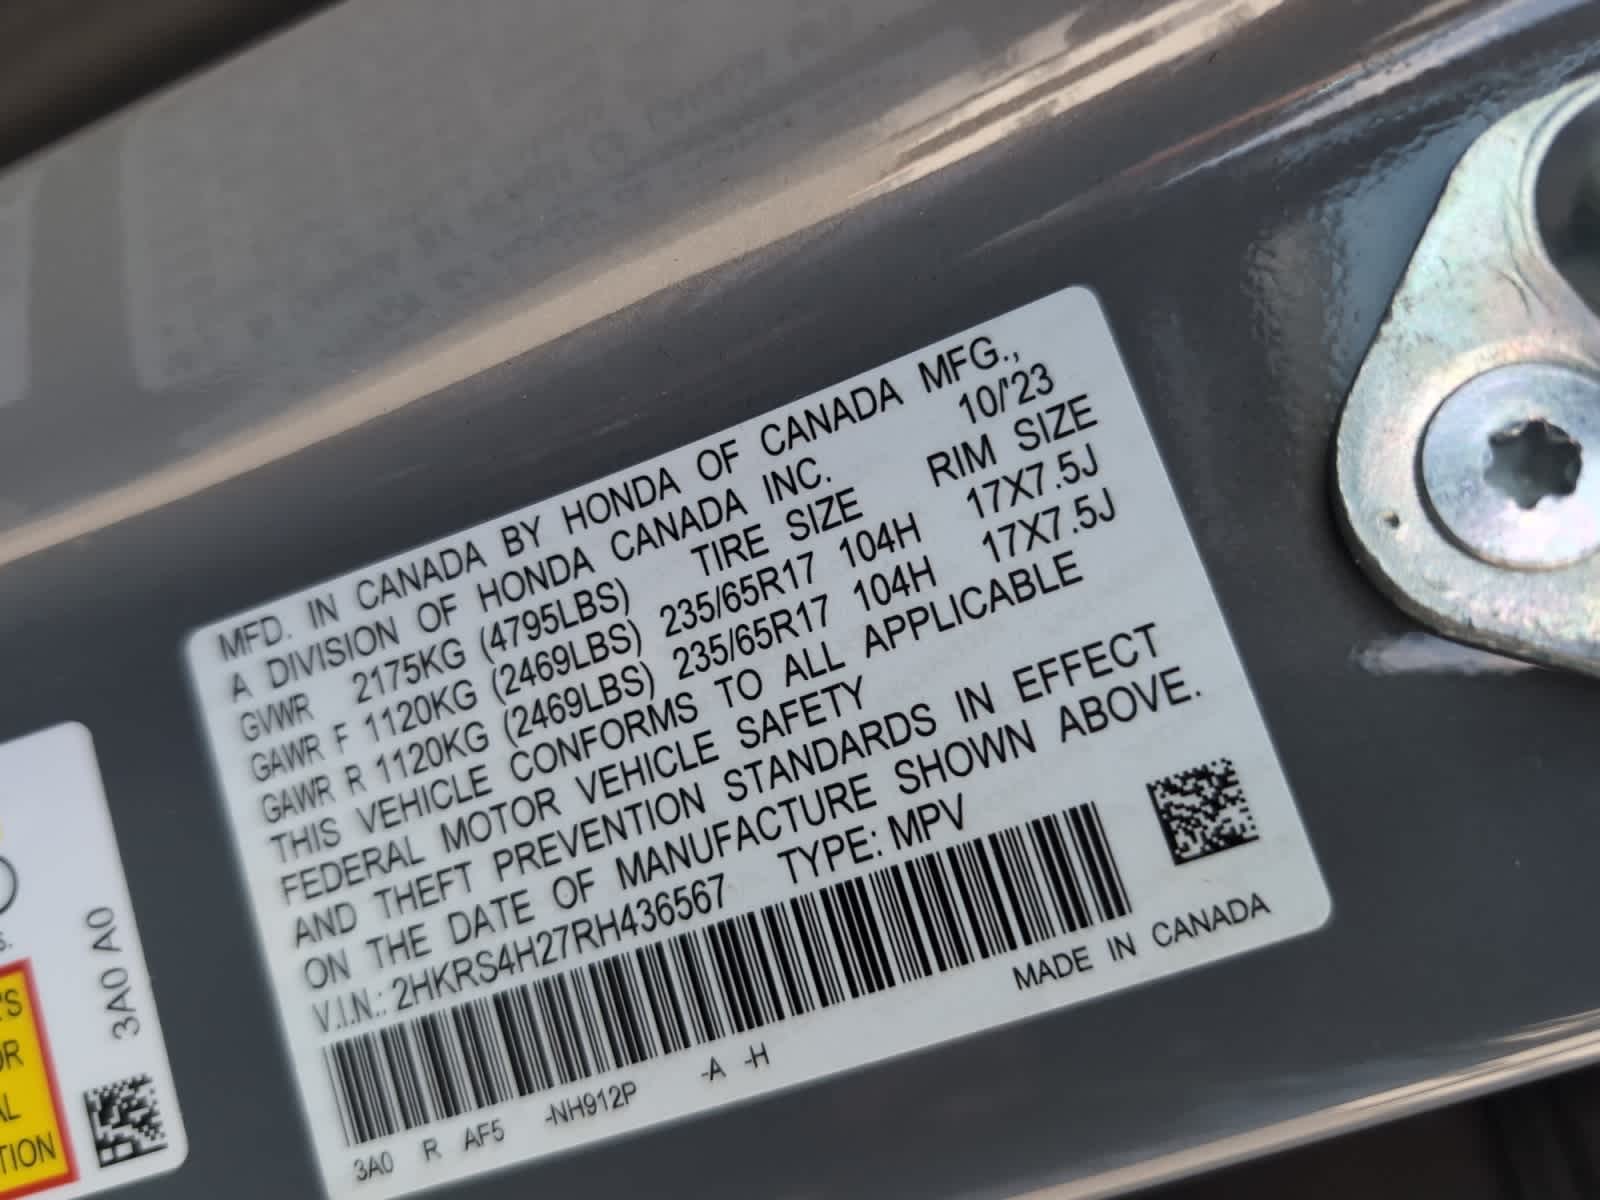 MFD. IN CANADA BY HONDA OF CANADA MFG.,
A DIVISION OF HONDA CANADA INC. 10/'23
GVWR 2175KG (4795LBS) TIRE SIZE RIM SIZE
GAWR F 1120KG (2469LBS) 235/65R17 104H 17X7.5J
GAWR R 1120KG (2469LBS) 235/65R17 104H 17X7.5J
THIS VEHICLE CONFORMS TO ALL APPLICABLE
FEDERAL MOTOR VEHICLE SAFETY
AND THEFT PREVENTION STANDARDS IN EFFECT
ON THE DATE OF MANUFACTURE SHOWN ABOVE.
V.I.N.: 2HKRS4H27RH436567 TYPE: MPV
MADE IN CANADA
3A0 R AF5 -NH912P -A -H
3A0 A0